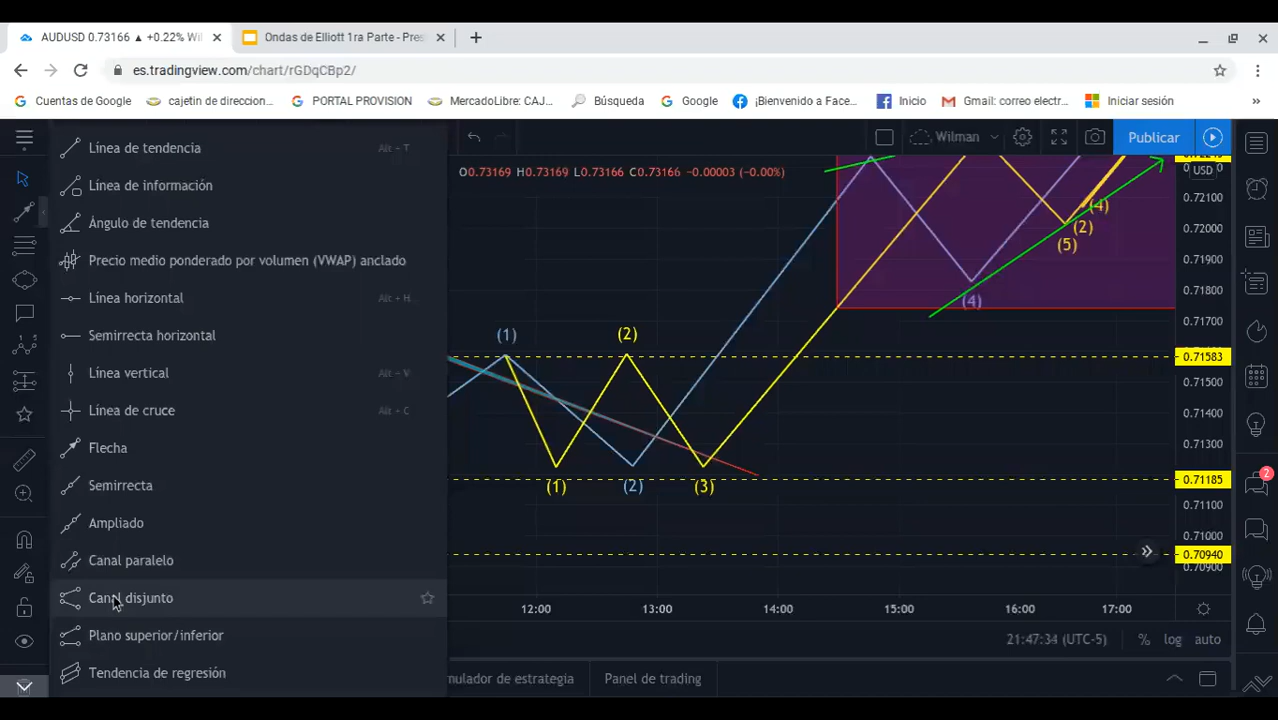 AUDUSD 0.73166 ▲ +0.22% Wi
Ondas de Elliott 1ra Parte - Pres
es.tradingview.com/chart/rGDqCBp2/
Cuentas de Google
cajetin de direccion...
PORTAL PROVISION
MercadoLibre: CAJ...
Búsqueda
Google
¡Bienvenido a Face...
Inicio
Gmail: correo electr...
Iniciar sesión
»
Línea de tendencia Alt + T
Línea de información
Ángulo de tendencia
Precio medio ponderado por volumen (VWAP) anclado
Línea horizontal Alt + H
Semirrecta horizontal
Línea vertical Alt + V
Línea de cruce Alt + C
Flecha
Semirrecta
Ampliado
Canal paralelo
Canal disjunto
Plano superior/inferior
Tendencia de regresión
Wilman
Publicar
O0.73169 H0.73169 L0.73166 C0.73166 −0.00003 (−0.00%)
USD
0.72100
0.72000
0.71900
0.71800
0.71700
0.71583
0.71500
0.71400
0.71300
0.71185
0.71100
0.71000
0.70940
0.70900
(4)
(2)
(5)
(4)
(1)
(2)
(1)
(2)
(3)
12:00
13:00
14:00
15:00
16:00
17:00
21:47:34 (UTC-5)
%
log
auto
mulador de estrategia
Panel de trading
2